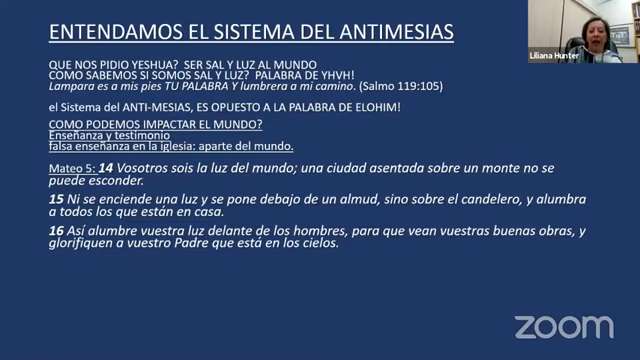 ENTENDAMOS EL SISTEMA DEL ANTIMESIAS
QUE NOS PIDIO YESHUA? SER SAL Y LUZ AL MUNDO
COMO SABEMOS SI SOMOS SAL Y LUZ? PALABRA DE YHVH!
Lampara es a mis pies TU PALABRA Y lumbrera a mi camino. (Salmo 119:105)
el Sistema del ANTI-MESIAS, ES OPUESTO A LA PALABRA DE ELOHIM!
COMO PODEMOS IMPACTAR EL MUNDO?
Enseñanza y testimonio
falsa enseñanza en la iglesia: aparte del mundo.
Mateo 5: 14 Vosotros sois la luz del mundo; una ciudad asentada sobre un monte no se
puede esconder.
15 Ni se enciende una luz y se pone debajo de un almud, sino sobre el candelero, y alumbra
a todos los que están en casa.
16 Así alumbre vuestra luz delante de los hombres, para que vean vuestras buenas obras, y
glorifiquen a vuestro Padre que está en los cielos.
Liliana Hunter
zoom